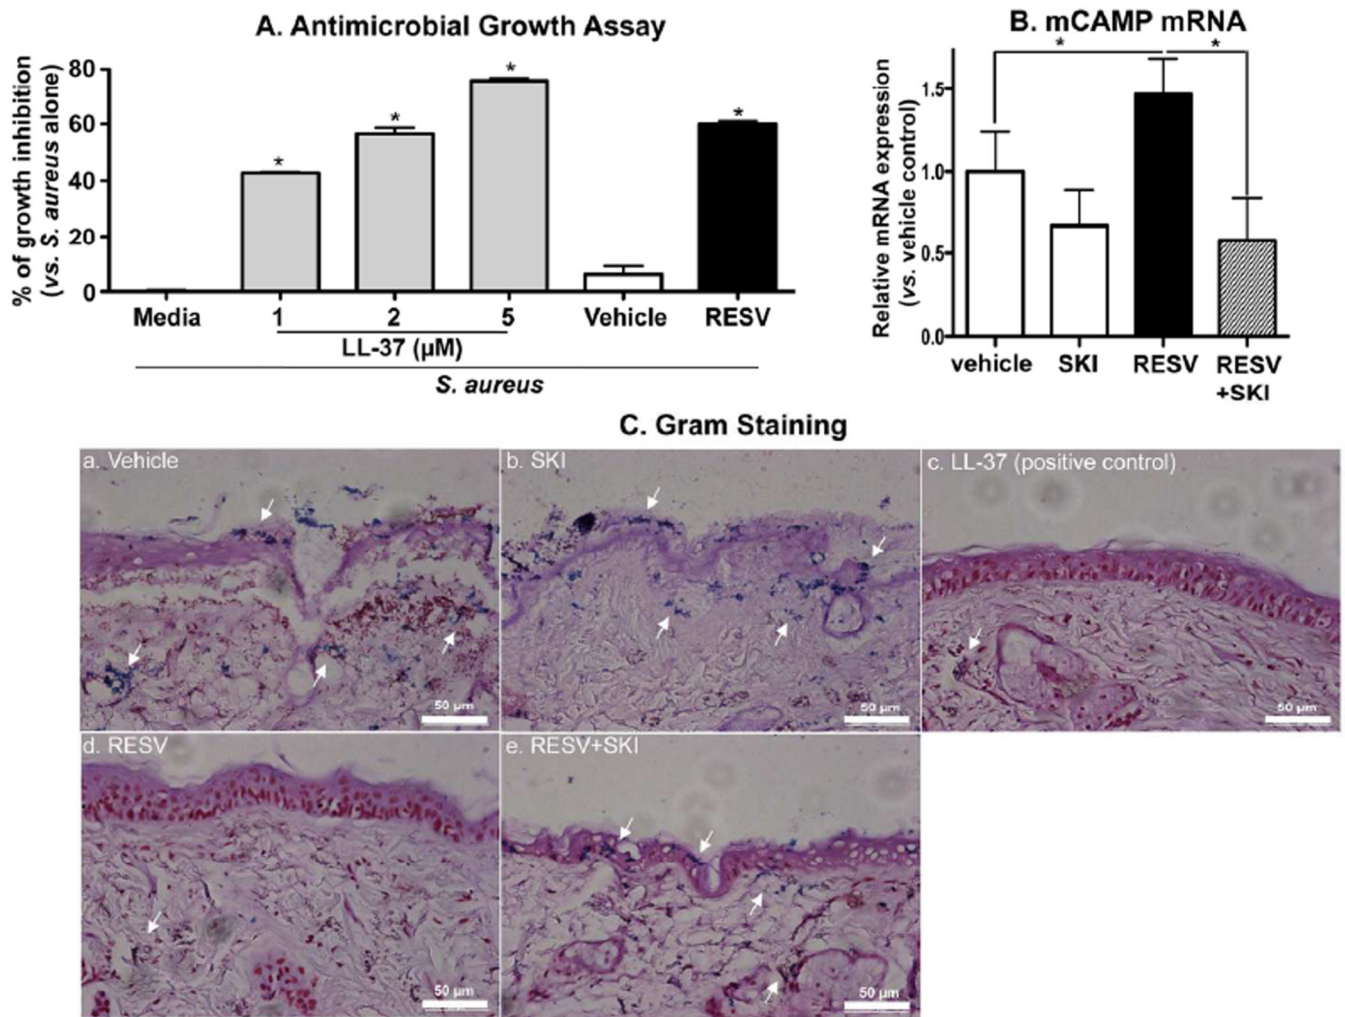 A. Antimicrobial Growth Assay
% of growth inhibition
(vs. S. aureus alone)
80
60
40
20
0
*
*
*
*
Media 1 2 5 Vehicle RESV
LL-37 (µM)
S. aureus
B. mCAMP mRNA
Relative mRNA expression
(vs. vehicle control)
1.5
1.0
0.5
0.0
* *
vehicle SKI RESV RESV
+SKI
C. Gram Staining
a. Vehicle
50 µm
b. SKI
50 µm
c. LL-37 (positive control)
50 µm
d. RESV
50 µm
e. RESV+SKI
50 µm